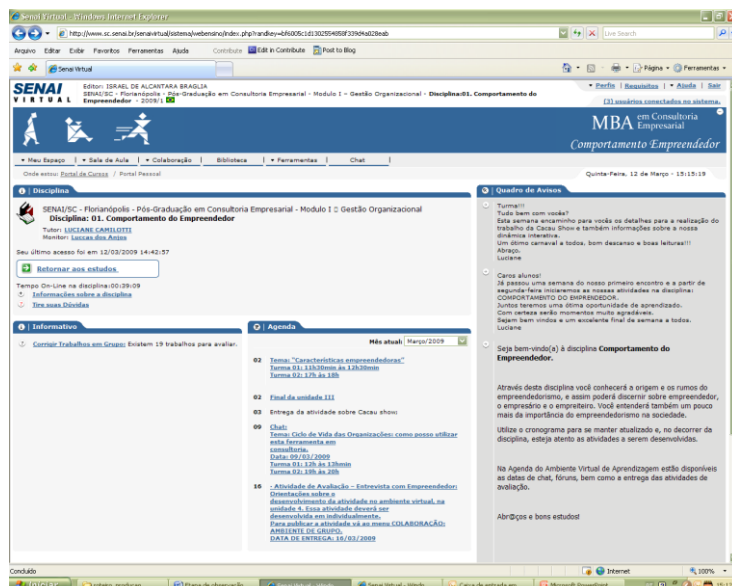 Senai Virtual - Windows Internet Explorer
http://www.sc.senai.br/senaivirtual/sistema/webensino/index.php?randkey=bf6005c1d1302554858f339d4a028eab
Live Search
Arquivo Editar Exibir Favoritos Ferramentas Ajuda Contribute Edit in Contribute Post to Blog
Senai Virtual
Página Ferramentas
SENAI
VIRTUAL
Editor: ISRAEL DE ALCANTARA BRAGLIA
SENAI/SC - Florianópolis - Pós-Graduação em Consultoria Empresarial - Modulo I - Gestão Organizacional - Disciplina:01. Comportamento do
Empreendedor - 2009/1
Perfis | Requisitos | Ajuda | Sair
(3) usuários conectados no sistema.
MBA em Consultoria
Empresarial
Comportamento Empreendedor
Meu Espaço | Sala de Aula | Colaboração | Biblioteca | Ferramentas | Chat |
Onde estou: Portal de Cursos / Portal Pessoal
Quinta-Feira, 12 de Março - 15:15:19
| Disciplina
SENAI/SC - Florianópolis - Pós-Graduação em Consultoria Empresarial - Modulo I Gestão Organizacional
Disciplina: 01. Comportamento do Empreendedor
Tutor: LUCIANE CAMILOTTI
Monitor: Luccas dos Anjos
Seu último acesso foi em 12/03/2009 14:42:57
Retornar aos estudos
Tempo On-Line na disciplina:00:39:09
Informações sobre a disciplina
Tire suas Dúvidas
| Informativo
Corrigir Trabalhos em Grupo: Existem 19 trabalhos para avaliar.
| Agenda
Mês atual: Março/2009
02 Tema: "Características empreendedoras"
Turma 01: 11h30min às 12h30min
Turma 02: 17h às 18h
02 Final da unidade III
03 Entrega da atividade sobre Cacau show:
09 Chat:
Tema: Ciclo de Vida das Organizações: como posso utilizar
esta ferramenta em
consultoria.
Data: 09/03/2009
Turma 01: 12h às 13hmin
Turma 02: 19h às 20h
16 - Atividade de Avaliação – Entrevista com Empreendedor:
Orientações sobre o
desenvolvimento da atividade no ambiente virtual, na
unidade 4. Essa atividade deverá ser
desenvolvida em individualmente.
Para publicar a atividade vá ao menu COLABORAÇÃO:
AMBIENTE DE GRUPO.
DATA DE ENTREGA: 16/03/2009
| Quadro de Avisos
Turma!!!
Tudo bem com vocês?
Esta semana encaminho para vocês os detalhes para a realização do
trabalho da Cacau Show e também informações sobre a nossa
dinâmica interativa.
Um ótimo carnaval a todos, bom descanso e boas leituras!!!
Abraço,
Luciane
Caros alunos!
Já passou uma semana do nosso primeiro encontro e a partir de
segunda-feira iniciaremos as nossas atividades na disciplina:
COMPORTAMENTO DO EMPRENDEDOR.
Juntos teremos uma ótima oportunidade de aprendizado.
Com certeza serão momentos muito agradáveis.
Sejam bem vindos e um excelente final de semana a todos.
Luciane
Seja bem-vindo(a) à disciplina Comportamento do
Empreendedor.
Através desta disciplina você conhecerá a origem e os rumos do
empreendedorismo, e assim poderá discernir sobre empreendedor,
o empresário e o empreiteiro. Você entenderá também um pouco
mais da importância do empreendedorismo na sociedade.
Utilize o cronograma para se manter atualizado e, no decorrer da
disciplina, esteja atento as atividades a serem desenvolvidas.
Na Agenda do Ambiente Virtual de Aprendizagem estão disponíveis
as datas de chat, fóruns, bem como a entrega das atividades de
avaliação.
Abr@ços e bons estudos!
Concluído
Internet 100%